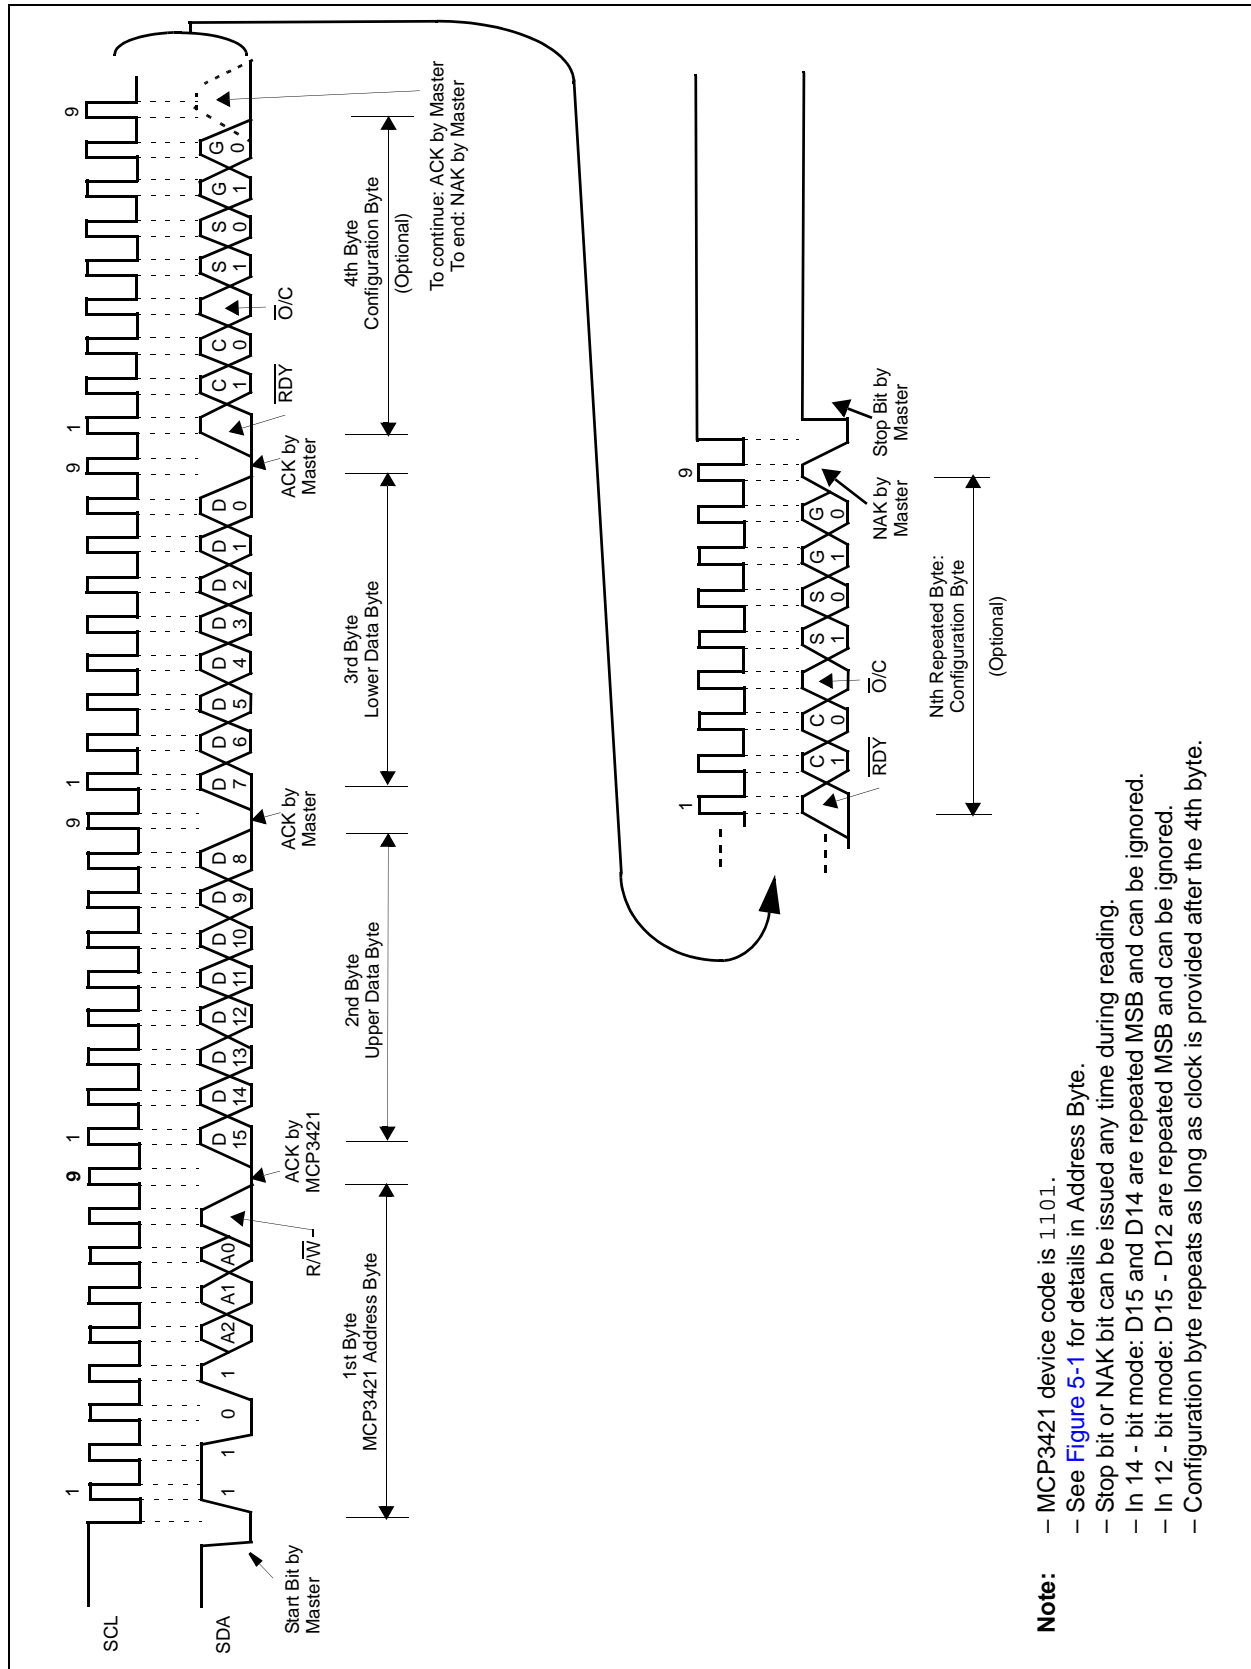 SCL
1
9
1
9
1
9
1
9
SDA
1
1
0
1
A2
A1
A0
D 15
D 14
D 13
D 12
D 11
D 10
D 9
D 8
D 7
D 6
D 5
D 4
D 3
D 2
D 1
D 0
C 1
C 0
S 1
S 0
G 1
G 0
Start Bit by
Master
R/W̅
ACK by
MCP3421
ACK by
Master
ACK by
Master
R̅D̅Y̅
O̅/C
1st Byte
MCP3421 Address Byte
2nd Byte
Upper Data Byte
3rd Byte
Lower Data Byte
4th Byte
Configuration Byte
(Optional)
To continue: ACK by Master
To end: NAK by Master
1
9
C 1
C 0
S 1
S 0
G 1
G 0
R̅D̅Y̅
O̅/C
NAK by
Master
Stop Bit by
Master
Nth Repeated Byte:
Configuration Byte
(Optional)
Note: – MCP3421 device code is 1101.
– See Figure 5-1 for details in Address Byte.
– Stop bit or NAK bit can be issued any time during reading.
– In 14 - bit mode: D15 and D14 are repeated MSB and can be ignored.
– In 12 - bit mode: D15 - D12 are repeated MSB and can be ignored.
– Configuration byte repeats as long as clock is provided after the 4th byte.